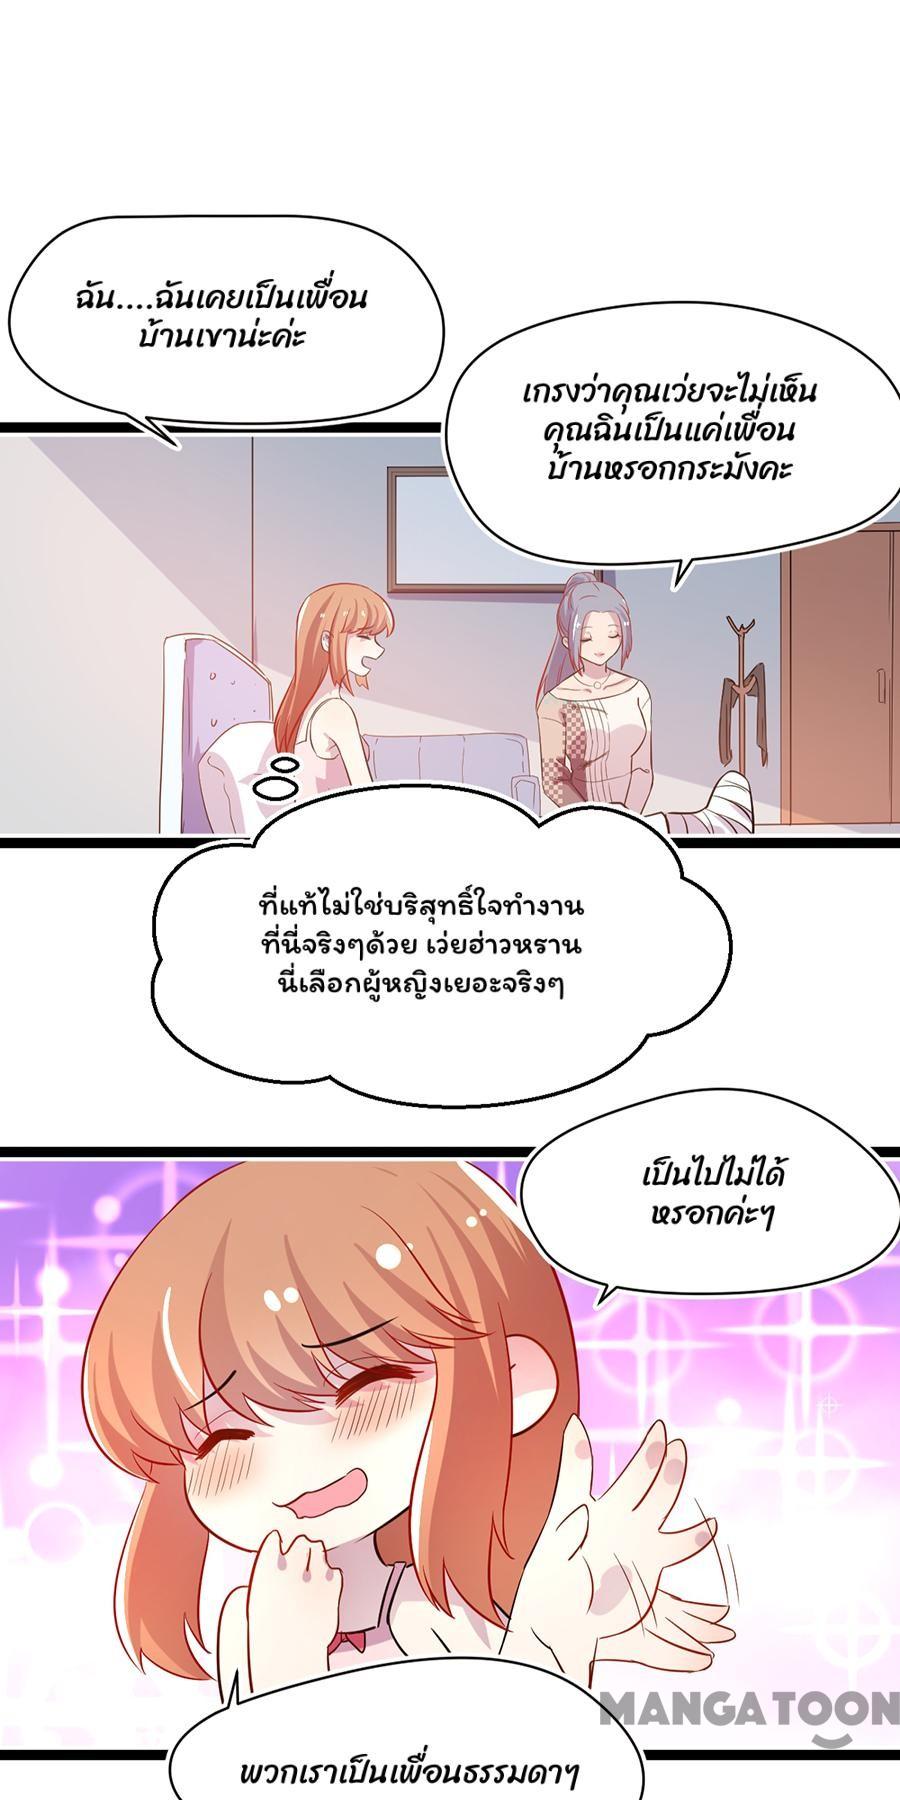 ฉัน....ฉันเคยเป็นเพื่อน
บ้านเขาน่ะค่ะ
เกรงว่าคุณเว่ยจะไม่เห็น
คุณฉินเป็นแค่เพื่อน
บ้านหรอกกระมังคะ
ที่แท้ไม่ใช่บริสุทธิ์ใจทำงาน
ที่นี่จริงๆด้วย เว่ยฮ่าวหราน
นี่เลือกผู้หญิงเยอะจริงๆ
เป็นไปไม่ได้
หรอกค่ะๆ
MANGATOON
พวกเราเป็นเพื่อนธรรมดาๆ